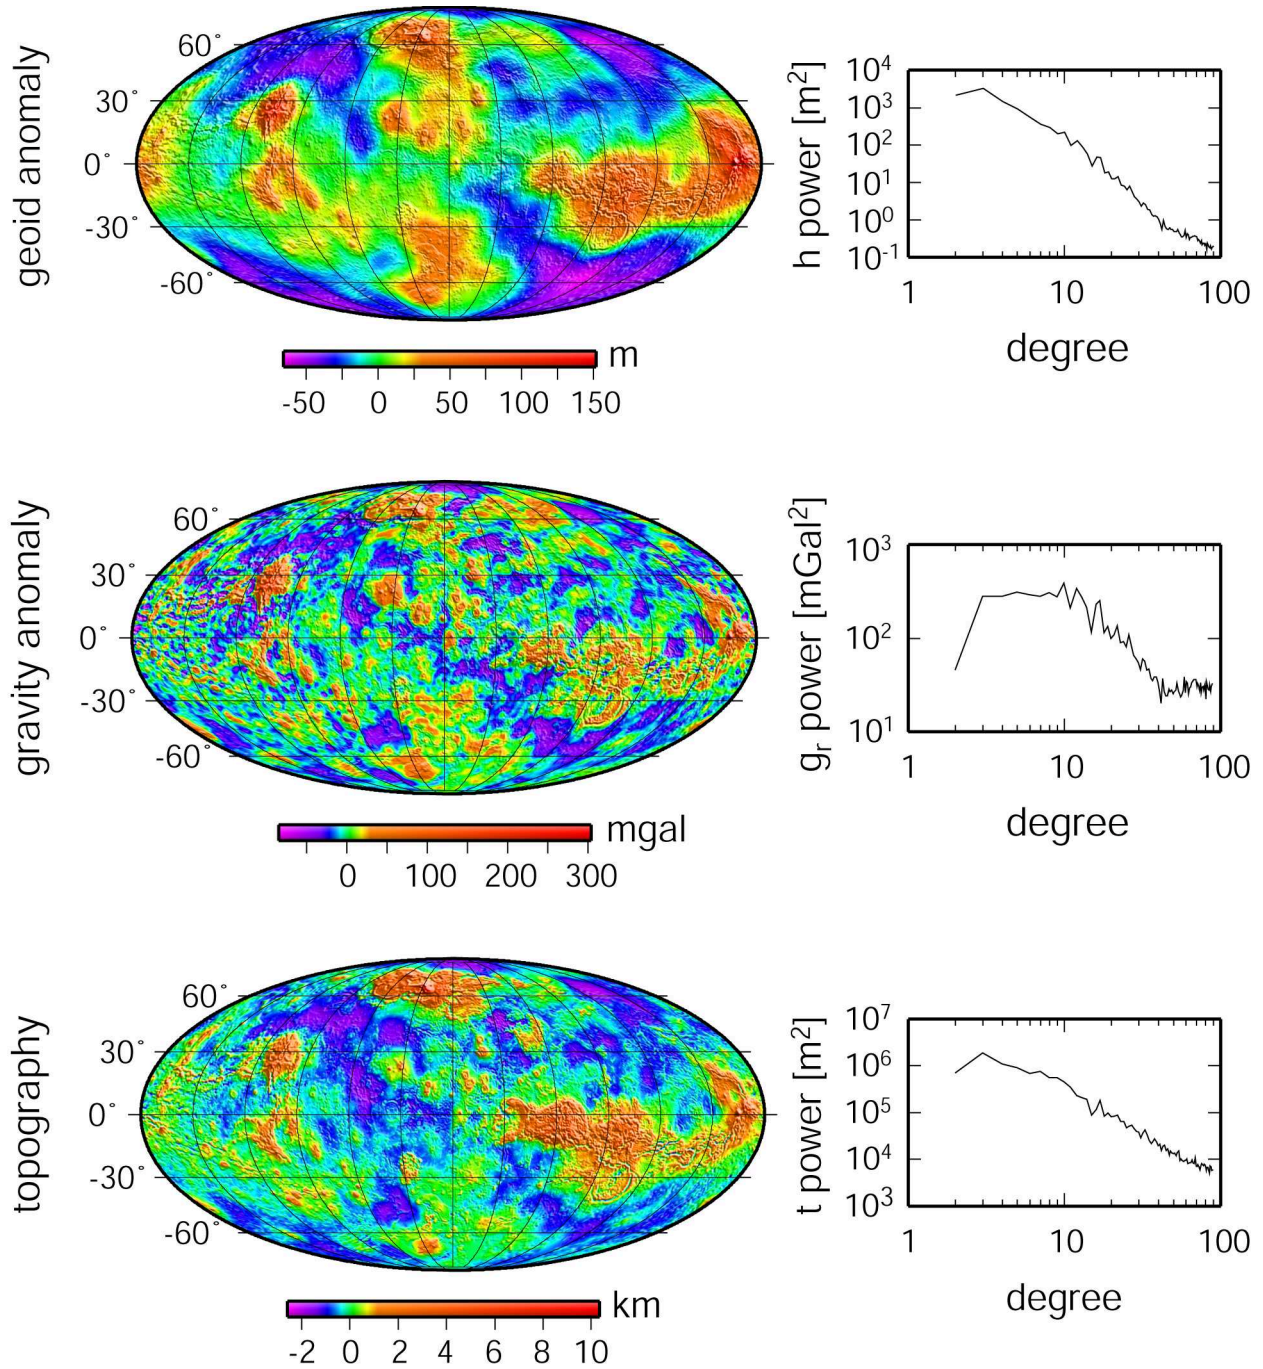 geoid anomaly
60°
30°
0°
-30°
-60°
-50 0 50 100 150
m
h power [m²]
10⁴
10³
10²
10¹
10⁰
10⁻¹
1 10 100
degree
gravity anomaly
60°
30°
0°
-30°
-60°
0 100 200 300
mgal
gᵣ power [mGal²]
10³
10²
10¹
1 10 100
degree
topography
60°
30°
0°
-30°
-60°
-2 0 2 4 6 8 10
km
t power [m²]
10⁷
10⁶
10⁵
10⁴
10³
1 10 100
degree